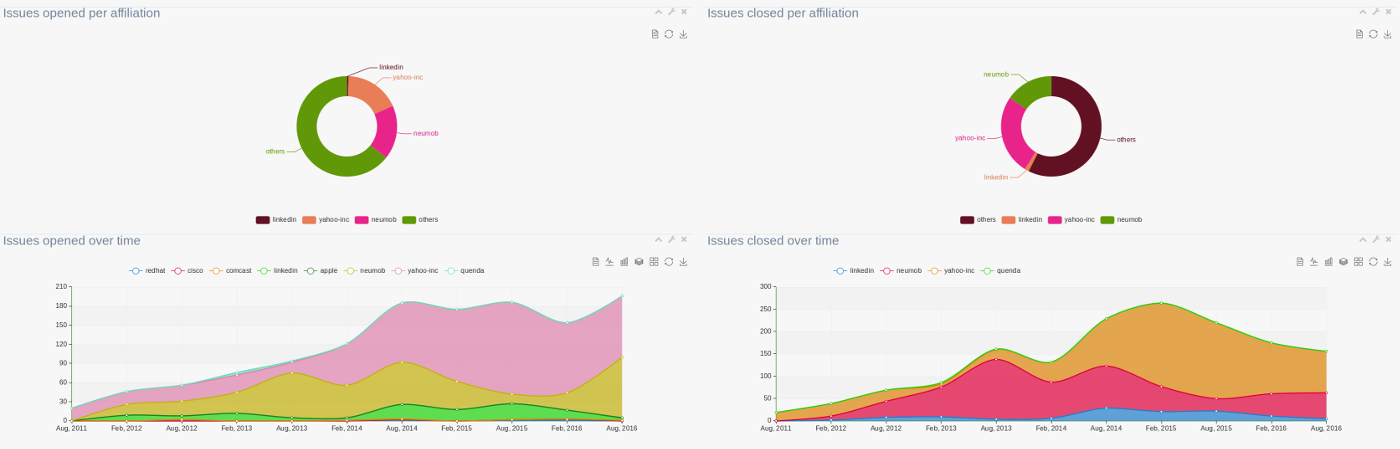 Issues opened per affiliation
linkedin
yahoo-inc
neumob
others
linkedin yahoo-inc neumob others
Issues closed per affiliation
neumob
yahoo-inc
others
linkedin
others linkedin yahoo-inc neumob
Issues opened over time
redhat cisco comcast linkedin apple neumob yahoo-inc quenda
210
180
150
120
90
60
30
0
Aug, 2011 Feb, 2012 Aug, 2012 Feb, 2013 Aug, 2013 Feb, 2014 Aug, 2014 Feb, 2015 Aug, 2015 Feb, 2016 Aug, 2016
Issues closed over time
linkedin neumob yahoo-inc quenda
300
250
200
150
100
50
0
Aug, 2011 Feb, 2012 Aug, 2012 Feb, 2013 Aug, 2013 Feb, 2014 Aug, 2014 Feb, 2015 Aug, 2015 Feb, 2016 Aug, 2016